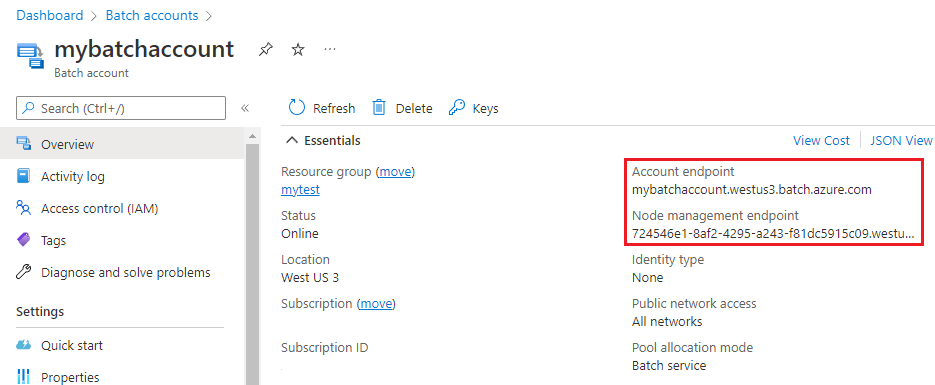 Dashboard > Batch accounts >
mybatchaccount ...
Batch account
Search (Ctrl+/) «
Overview
Activity log
Access control (IAM)
Tags
Diagnose and solve problems
Settings
Quick start
Properties
Refresh Delete Keys
Essentials View Cost JSON View
Resource group (move)
mytest
Status
Online
Location
West US 3
Subscription (move)
Subscription ID
Account endpoint
mybatchaccount.westus3.batch.azure.com
Node management endpoint
724546e1-8af2-4295-a243-f81dc5915c09.westu...
Identity type
None
Public network access
All networks
Pool allocation mode
Batch service